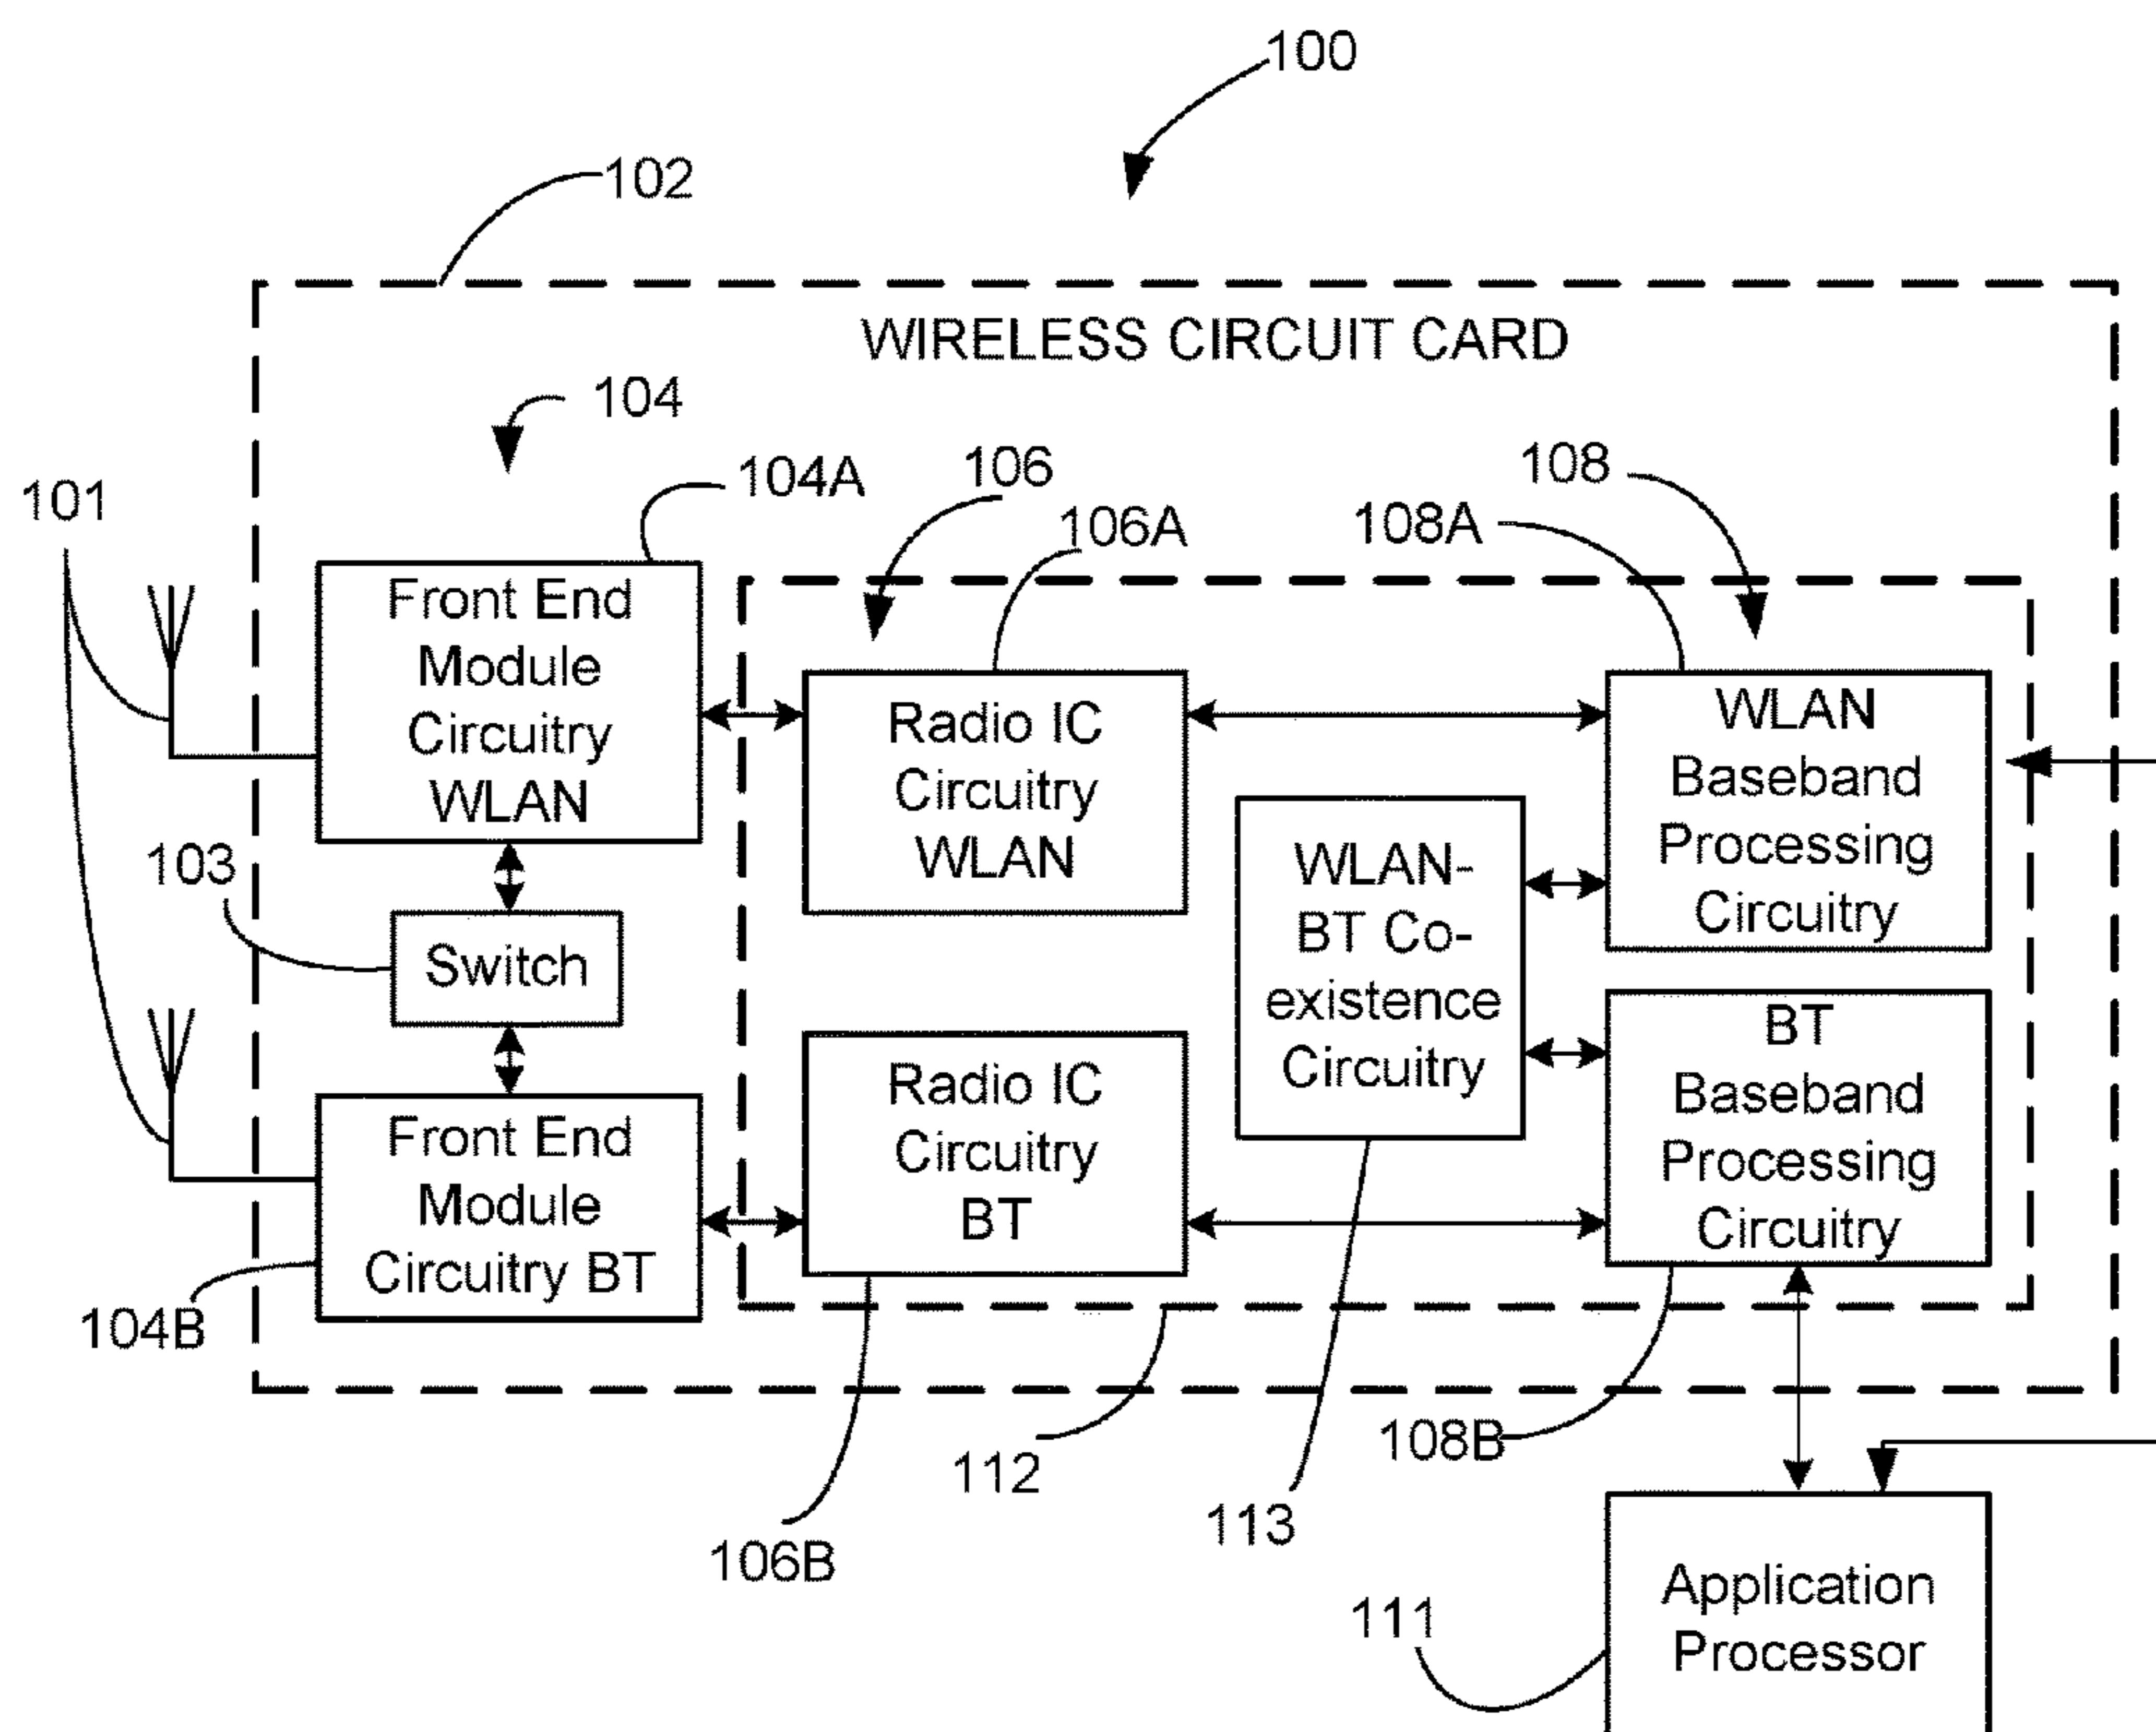 100
102
WIRELESS CIRCUIT CARD
104
104A
106
108
101
106A
108A
Front End
Module
Circuitry
WLAN
Radio IC
Circuitry
WLAN
WLAN
Baseband
Processing
Circuitry
103
Switch
WLAN-
BT Co-
existence
Circuitry
Front End
Module
Circuitry BT
Radio IC
Circuitry
BT
BT
Baseband
Processing
Circuitry
104B
112
108B
113
106B
111
Application
Processor